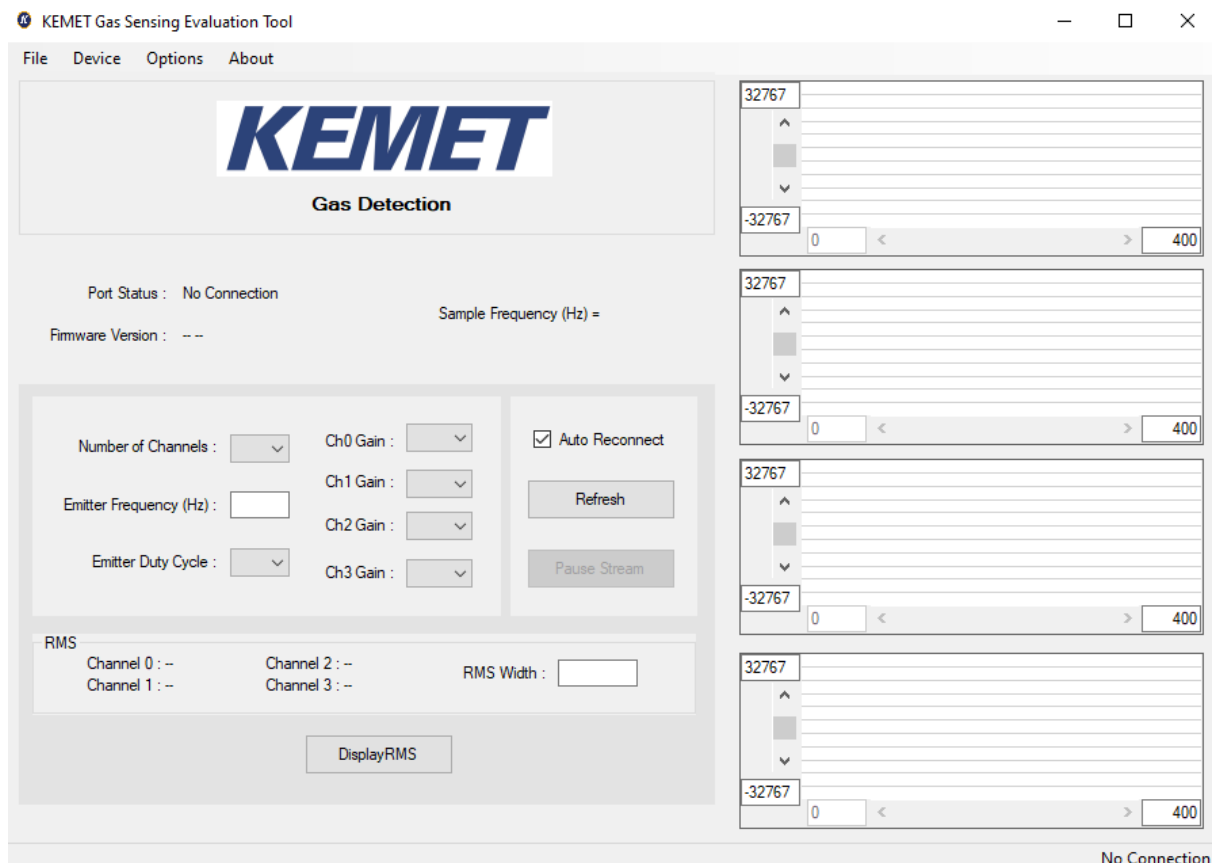 KEMET Gas Sensing Evaluation Tool
File Device Options About
KEMET
Gas Detection
Port Status : No Connection
Firmware Version : -- --
Sample Frequency (Hz) =
Number of Channels :
Emitter Frequency (Hz) :
Emitter Duty Cycle :
Ch0 Gain :
Ch1 Gain :
Ch2 Gain :
Ch3 Gain :
Auto Reconnect
Refresh
Pause Stream
RMS
Channel 0 : --
Channel 1 : --
Channel 2 : --
Channel 3 : --
RMS Width :
DisplayRMS
32767
-32767
0 400
32767
-32767
0 400
32767
-32767
0 400
32767
-32767
0 400
No Connection